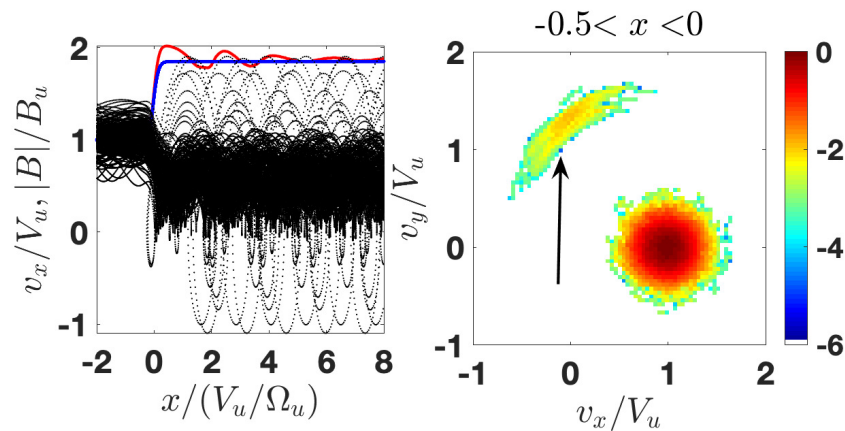 -0.5< x <0
v_x/V_u, |B|/B_u
2
1
0
-1
-2 0 2 4 6 8
x/(V_u/Ω_u)
v_y/V_u
2
1
0
-1
-1 0 1 2
v_x/V_u
0
-2
-4
-6